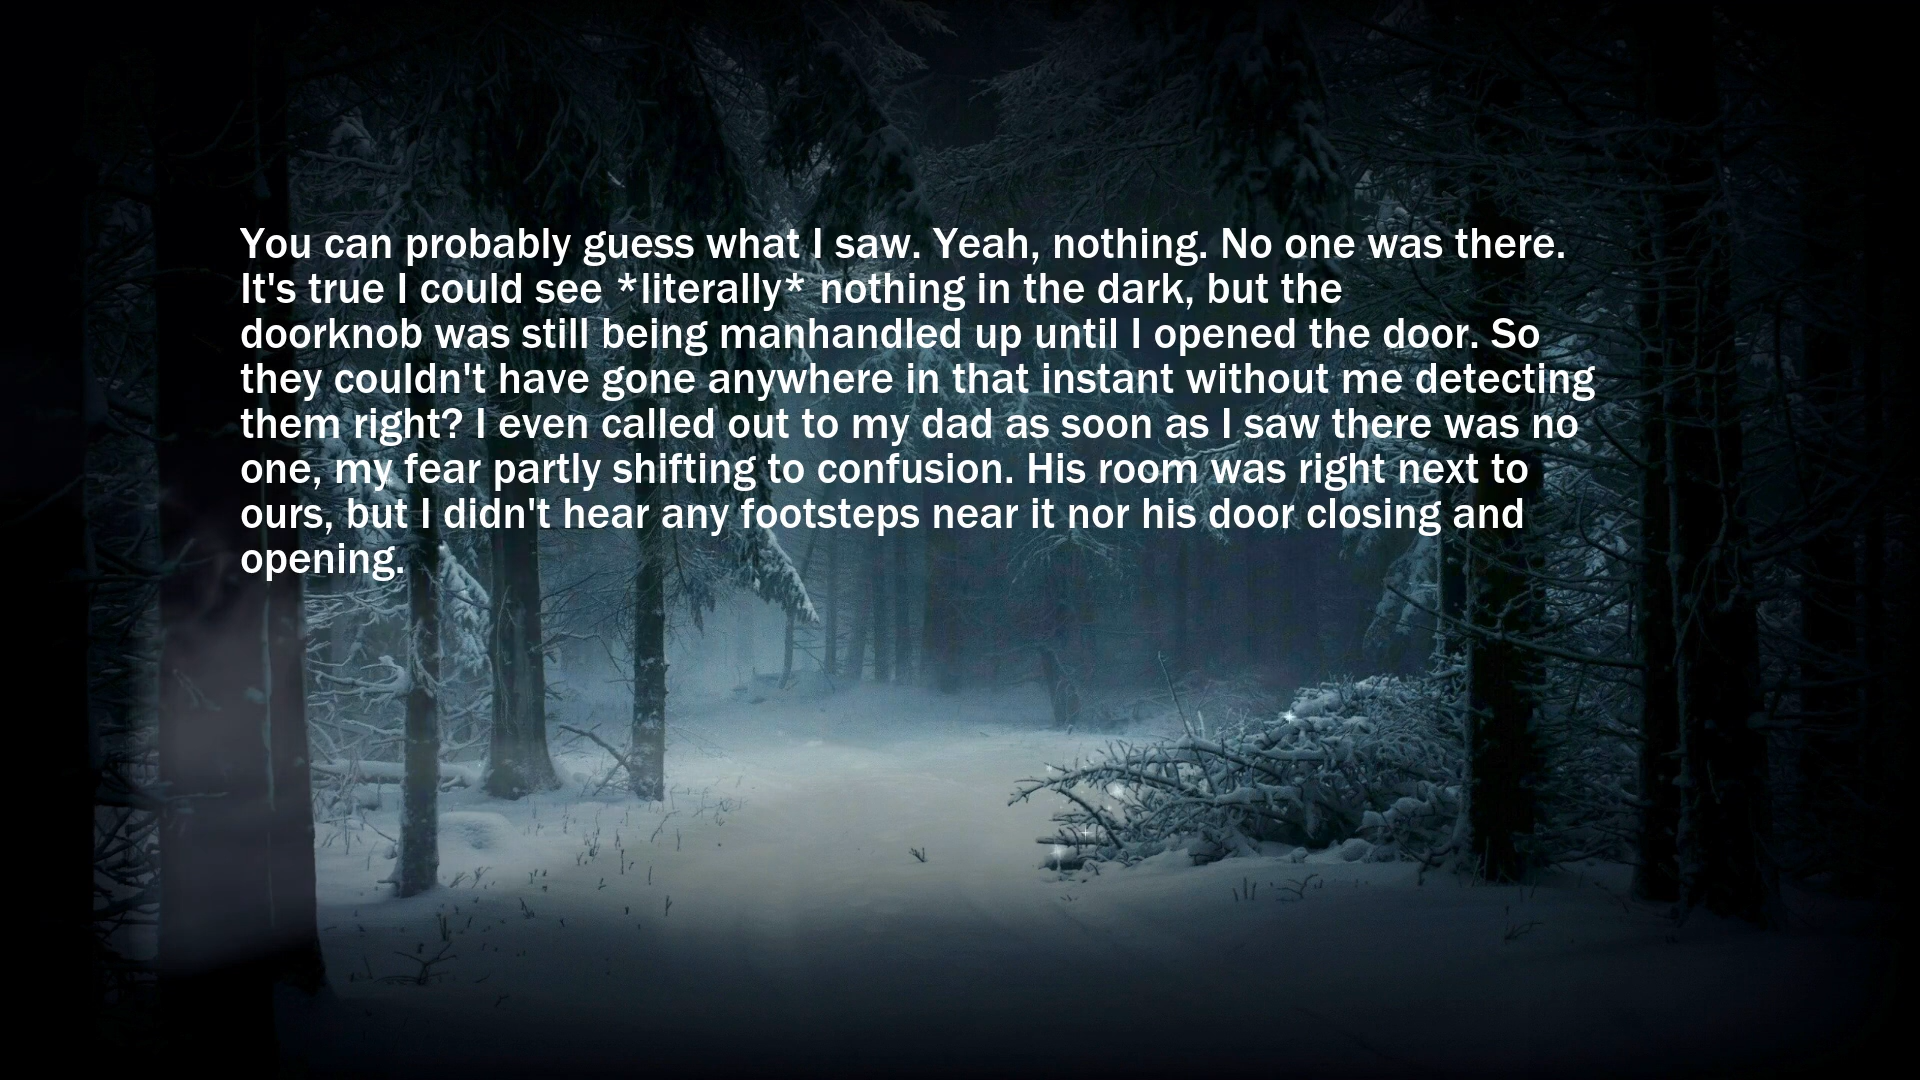 You can probably guess what I saw. Yeah, nothing. No one was there.
It's true I could see *literally* nothing in the dark, but the
doorknob was still being manhandled up until I opened the door. So
they couldn't have gone anywhere in that instant without me detecting
them right? I even called out to my dad as soon as I saw there was no
one, my fear partly shifting to confusion. His room was right next to
ours, but I didn't hear any footsteps near it nor his door closing and
opening.